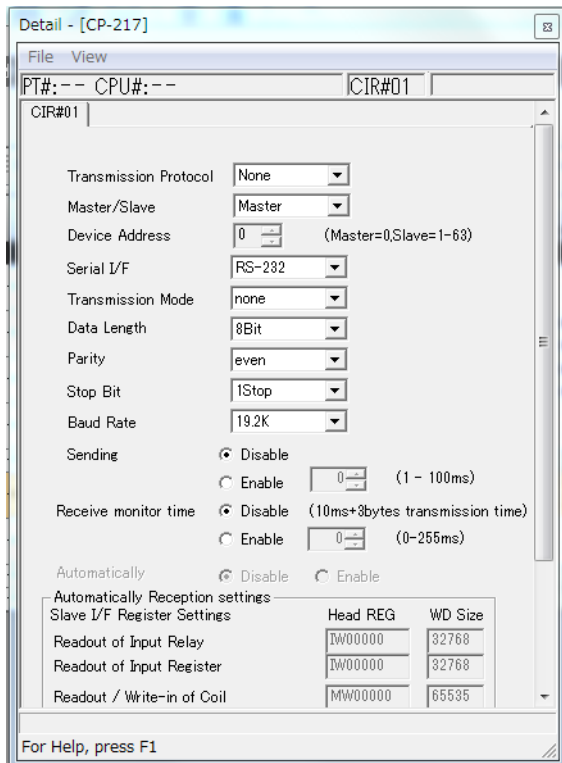 Detail - [CP-217]
File View
PT#:-- CPU#:-- CIR#01
CIR#01
Transmission Protocol None
Master/Slave Master
Device Address 0 (Master=0,Slave=1-63)
Serial I/F RS-232
Transmission Mode none
Data Length 8Bit
Parity even
Stop Bit 1Stop
Baud Rate 19.2K
Sending Disable
Enable 0 (1 - 100ms)
Receive monitor time Disable (10ms+3bytes transmission time)
Enable 0 (0-255ms)
Automatically Disable Enable
Automatically Reception settings
Slave I/F Register Settings Head REG WD Size
Readout of Input Relay IW00000 32768
Readout of Input Register IW00000 32768
Readout / Write-in of Coil MW00000 65535
For Help, press F1